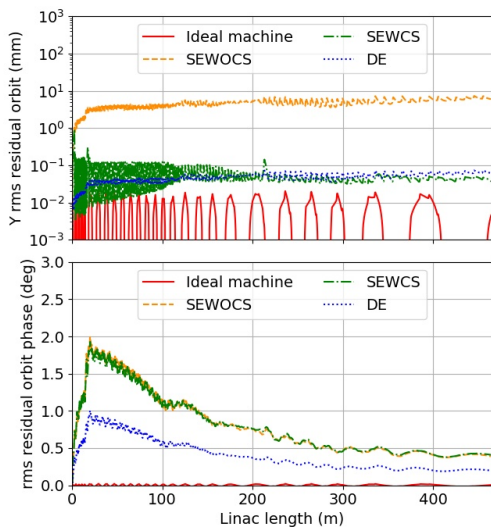 Y rms residual orbit (mm)
10³
10²
10¹
10⁰
10⁻¹
10⁻²
10⁻³
Ideal machine
SEWOCS
SEWCS
DE
rms residual orbit phase (deg)
3.0
2.5
2.0
1.5
1.0
0.5
0.0
Ideal machine
SEWOCS
SEWCS
DE
0 100 200 300 400
Linac length (m)